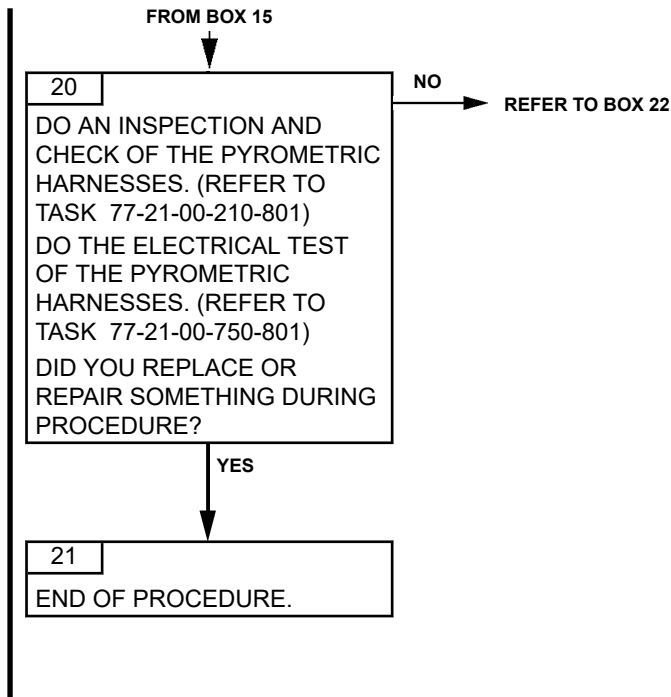 FROM BOX 15
20
NO
REFER TO BOX 22
DO AN INSPECTION AND
CHECK OF THE PYROMETRIC
HARNESSES. (REFER TO
TASK 77-21-00-210-801)
DO THE ELECTRICAL TEST
OF THE PYROMETRIC
HARNESSES. (REFER TO
TASK 77-21-00-750-801)
DID YOU REPLACE OR
REPAIR SOMETHING DURING
PROCEDURE?
YES
21
END OF PROCEDURE.